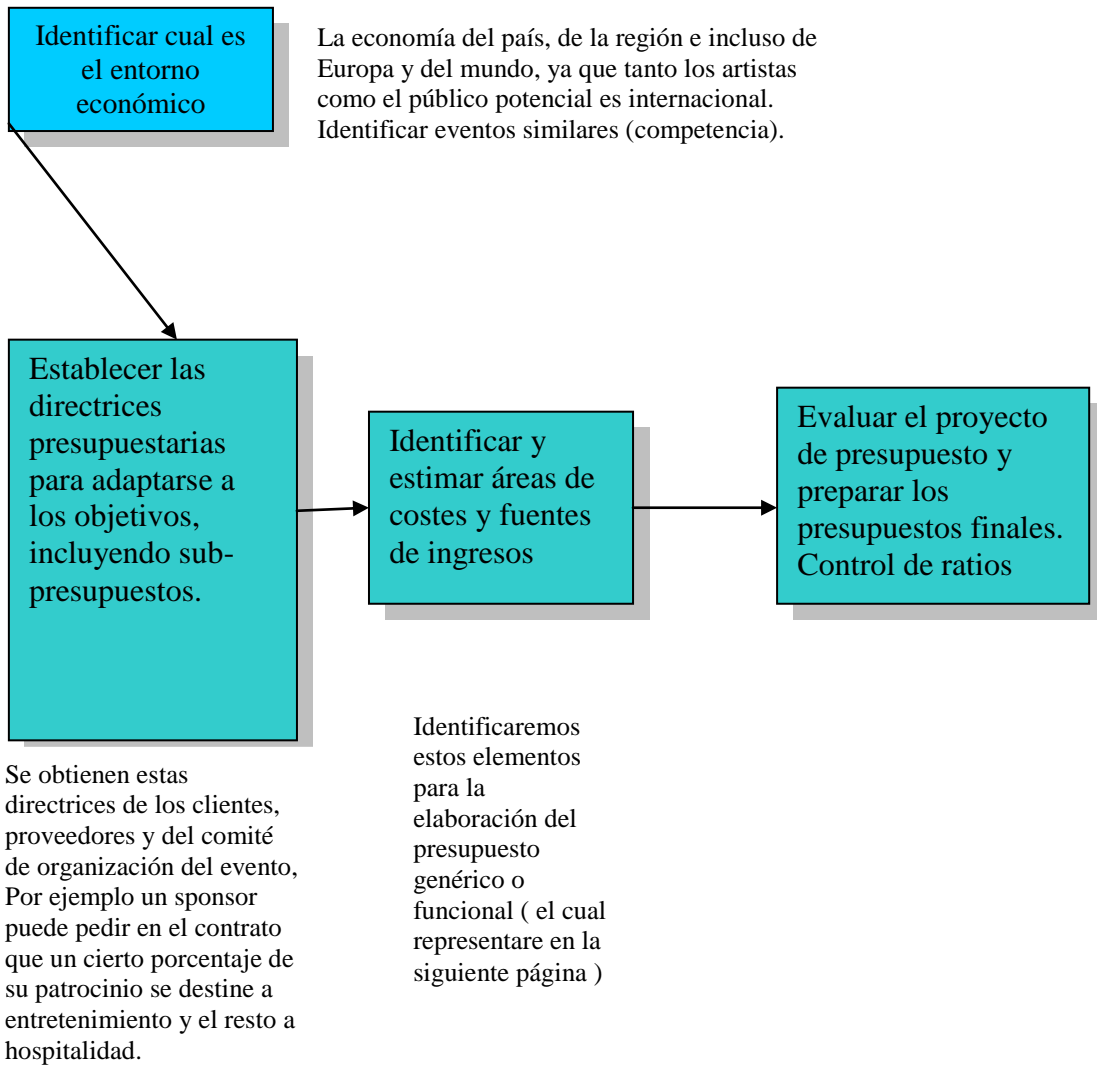 Identificar cual es
el entorno
económico
La economía del país, de la región e incluso de
Europa y del mundo, ya que tanto los artistas
como el público potencial es internacional.
Identificar eventos similares (competencia).
Establecer las
directrices
presupuestarias
para adaptarse a
los objetivos,
incluyendo sub-
presupuestos.
Identificar y
estimar áreas de
costes y fuentes
de ingresos
Evaluar el proyecto
de presupuesto y
preparar los
presupuestos finales.
Control de ratios
Se obtienen estas
directrices de los clientes,
proveedores y del comité
de organización del evento,
Por ejemplo un sponsor
puede pedir en el contrato
que un cierto porcentaje de
su patrocinio se destine a
entretenimiento y el resto a
hospitalidad.
Identificaremos
estos elementos
para la
elaboración del
presupuesto
genérico o
funcional ( el cual
representare en la
siguiente página )